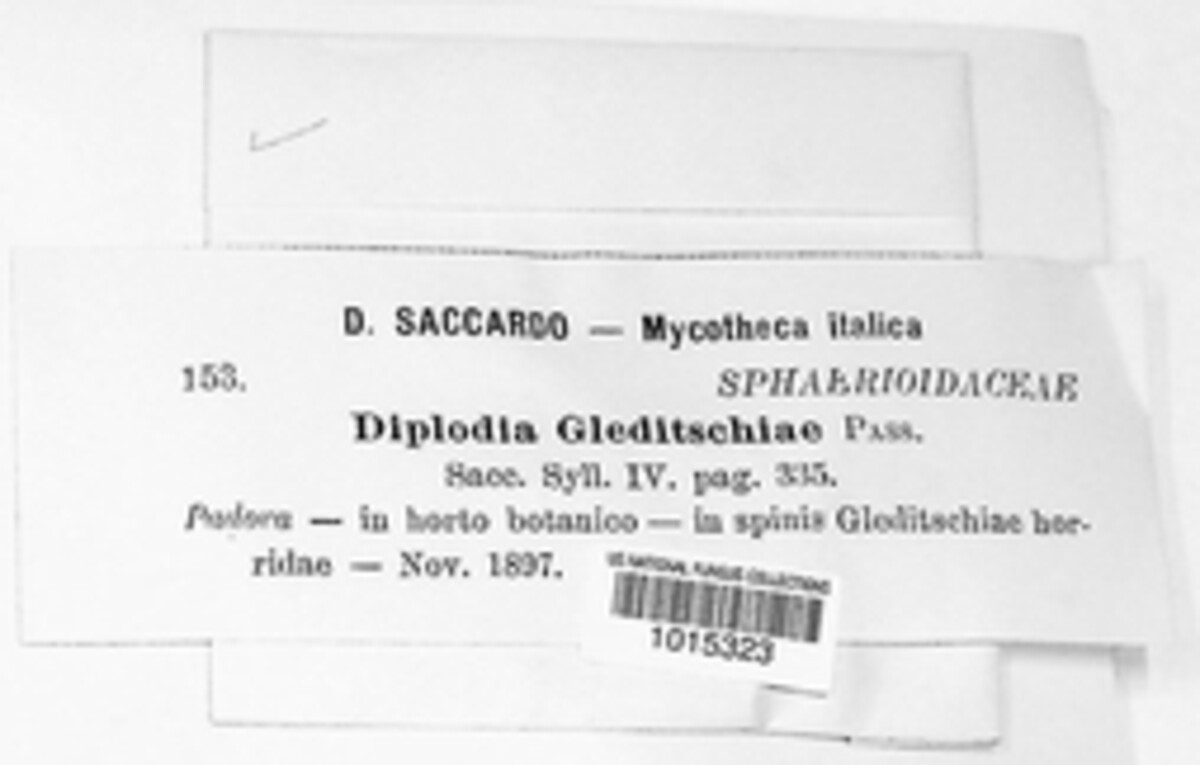 D. SACCARDO — Mycotheca italica
153.
SPHAERIOIDACEAE
Diplodia Gleditschiae PASS.
Sacc. Syll. IV. pag. 335.
Padova — in horto botanico — in spinis Gleditschiae hor-
ridae — Nov. 1897.
US NATIONAL FUNGUS COLLECTIONS
1015323